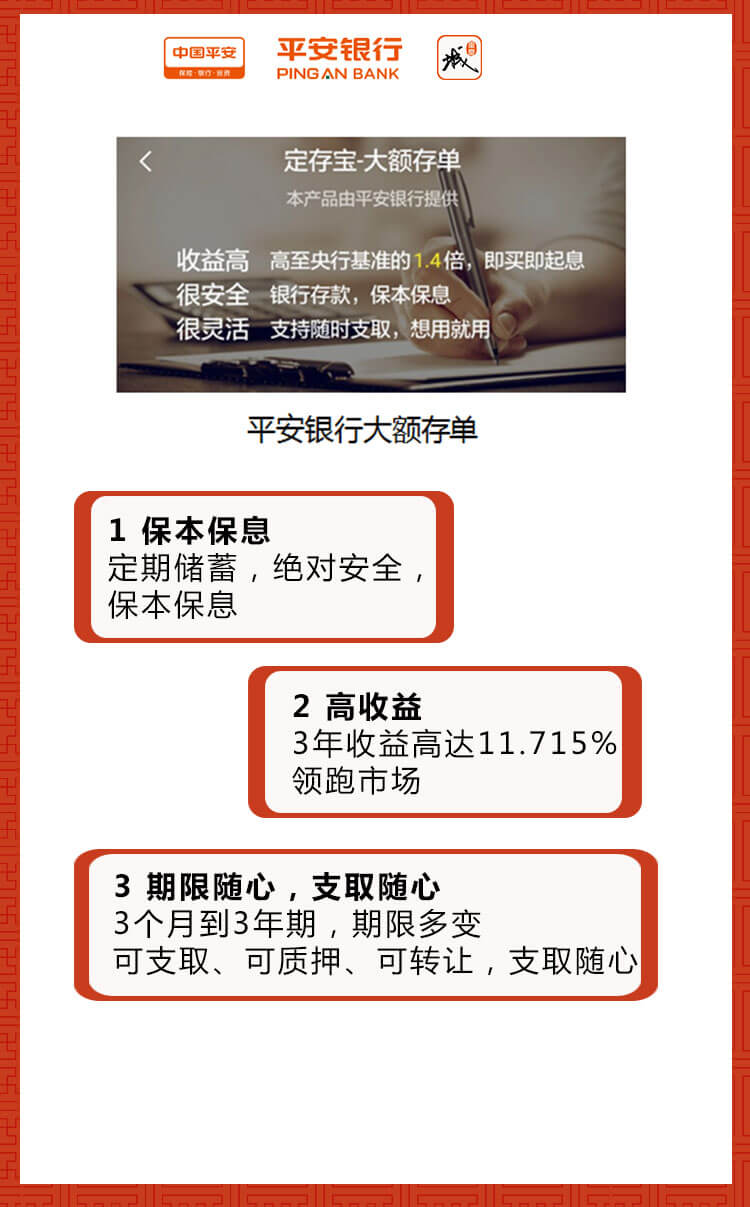 中国平安
保险·银行·投资
平安银行
PINGAN BANK
定存宝-大额存单
本产品由平安银行提供
收益高 高至央行基准的1.4倍，即买即起息
很安全 银行存款，保本保息
很灵活 支持随时支取，想用就用
平安银行大额存单
1 保本保息
定期储蓄，绝对安全，
保本保息
2 高收益
3年收益高达11.715%
领跑市场
3 期限随心，支取随心
3个月到3年期，期限多变
可支取、可质押、可转让，支取随心